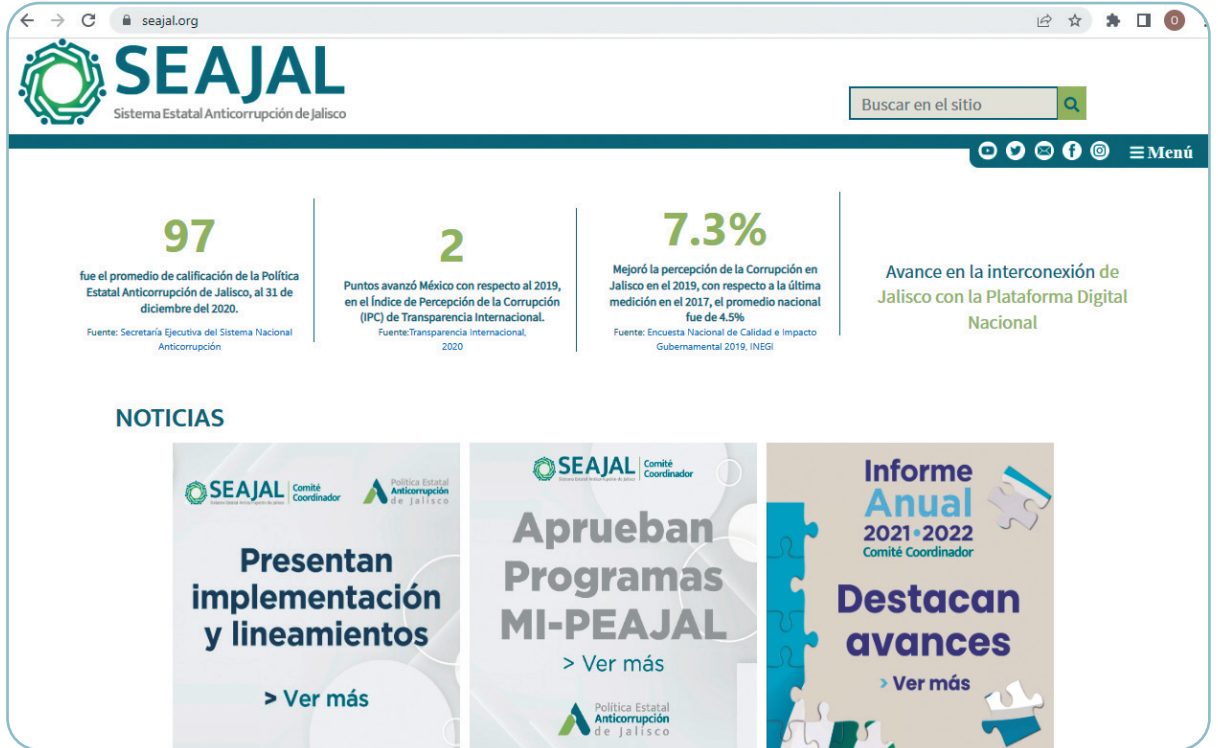 seajal.org
O
SEAJAL
Sistema Estatal Anticorrupción de Jalisco
Buscar en el sitio
Menú
97
fue el promedio de calificación de la Política
Estatal Anticorrupción de Jalisco, al 31 de
diciembre del 2020.
Fuente: Secretaría Ejecutiva del Sistema Nacional
Anticorrupción
2
Puntos avanzó México con respecto al 2019,
en el Índice de Percepción de la Corrupción
(IPC) de Transparencia Internacional.
Fuente:Transparencia Internacional,
2020
7.3%
Mejoró la percepción de la Corrupción en
Jalisco en el 2019, con respecto a la última
medición en el 2017, el promedio nacional
fue de 4.5%
Fuente: Encuesta Nacional de Calidad e Impacto
Gubernamental 2019, INEGI
Avance en la interconexión de
Jalisco con la Plataforma Digital
Nacional
NOTICIAS
SEAJAL Comité
Coordinador
Política Estatal
Anticorrupción
de Jalisco
Presentan
implementación
y lineamientos
> Ver más
SEAJAL Comité
Coordinador
Aprueban
Programas
MI-PEAJAL
> Ver más
Política Estatal
Anticorrupción
de Jalisco
Informe
Anual
2021•2022
Comité Coordinador
Destacan
avances
> Ver más